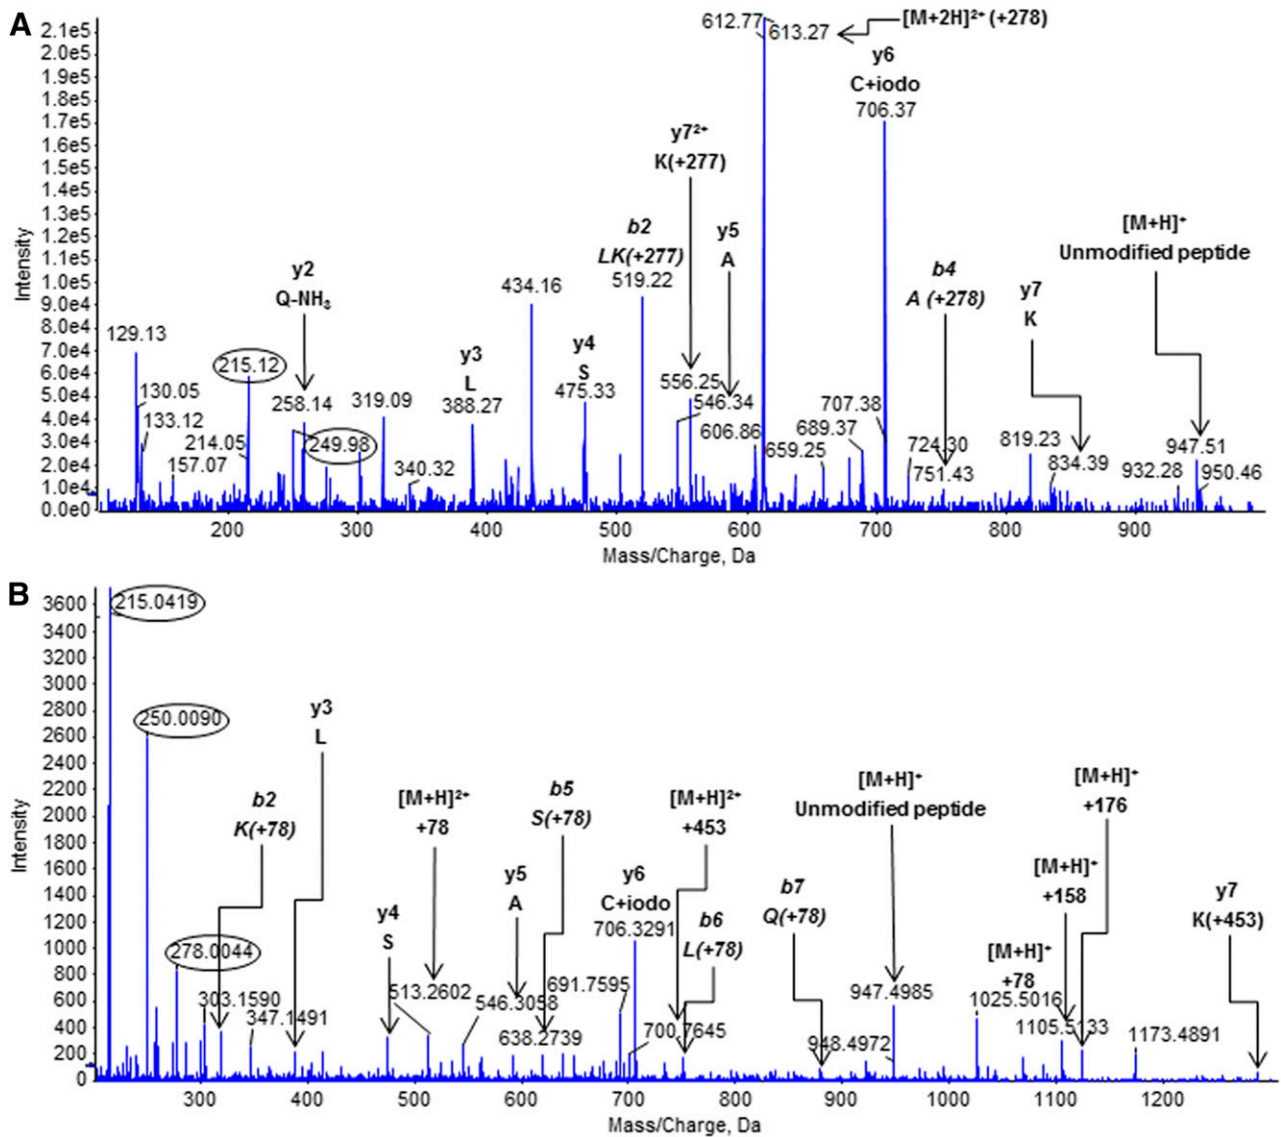 A
2.1e5
2.0e5
1.9e5
1.8e5
1.7e5
1.6e5
1.5e5
1.4e5
1.3e5
1.2e5
1.1e5
1.0e5
9.0e4
8.0e4
7.0e4
6.0e4
5.0e4
4.0e4
3.0e4
2.0e4
1.0e4
0.0e0
Intensity
612.77
613.27
[M+2H]²⁺ (+278)
y6
C+iodo
706.37
y7²⁺
K(+277)
b2
LK(+277)
519.22
y5
A
[M+H]⁺
Unmodified peptide
b4
A (+278)
y7
K
y2
Q-NH₃
434.16
129.13
215.12
y3
L
388.27
y4
S
475.33
556.25
546.34
130.05
133.12
258.14
319.09
707.38
606.86
689.37
214.05
249.98
659.25
724.30
819.23
947.51
157.07
340.32
751.43
834.39
932.28
950.46
200
300
400
500
600
700
800
900
Mass/Charge, Da
B
3600
3400
3200
3000
2800
2600
2400
2200
2000
1800
1600
1400
1200
1000
800
600
400
200
0
Intensity
215.0419
250.0090
y3
L
b2
K(+78)
[M+H]²⁺
+78
b5
S(+78)
[M+H]²⁺
+453
[M+H]⁺
Unmodified peptide
[M+H]⁺
+176
[M+H]⁺
+158
y4
S
y5
A
y6
C+iodo
706.3291
b6
L(+78)
b7
Q(+78)
y7
K(+453)
278.0044
[M+H]⁺
+78
303.1590
347.1491
513.2602
546.3058
691.7595
947.4985
1025.5016
638.2739
700.7645
948.4972
1173.4891
300
400
500
600
700
800
900
1000
1100
1200
Mass/Charge, Da